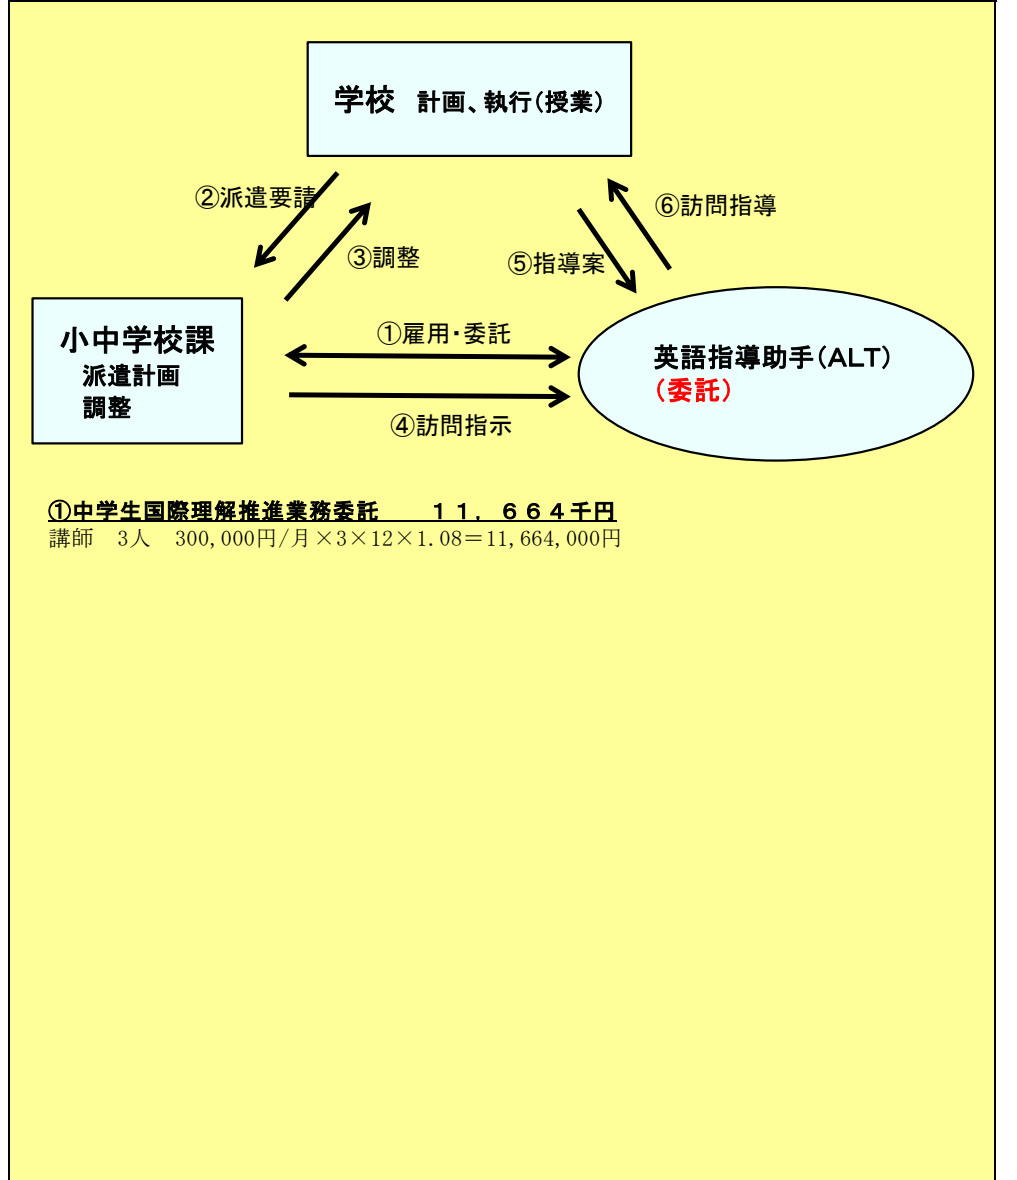 学校 計画、執行(授業)
②派遣要請
⑥訪問指導
③調整
⑤指導案
①雇用・委託
小中学校課
派遣計画
調整
英語指導助手(ALT)
(委託)
④訪問指示
①中学生国際理解推進業務委託　　１１，６６４千円
講師　3人　300,000円/月×3×12×1.08＝11,664,000円